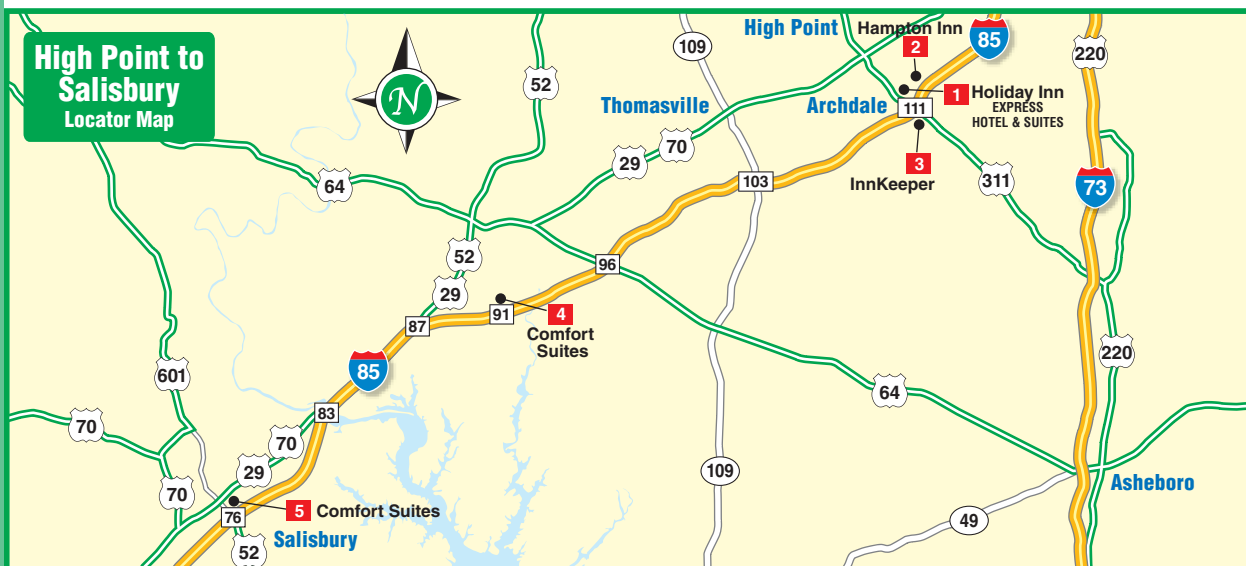 High Point to
Salisbury
Locator Map
N
52
109
High Point
Hampton Inn
2
85
220
Thomasville
Archdale
1
Holiday Inn
EXPRESS
HOTEL & SUITES
111
29
70
3
InnKeeper
64
103
311
73
52
96
29
91
4
Comfort
Suites
87
85
220
601
64
83
70
70
29
109
Asheboro
70
5
Comfort Suites
76
Salisbury
49
52